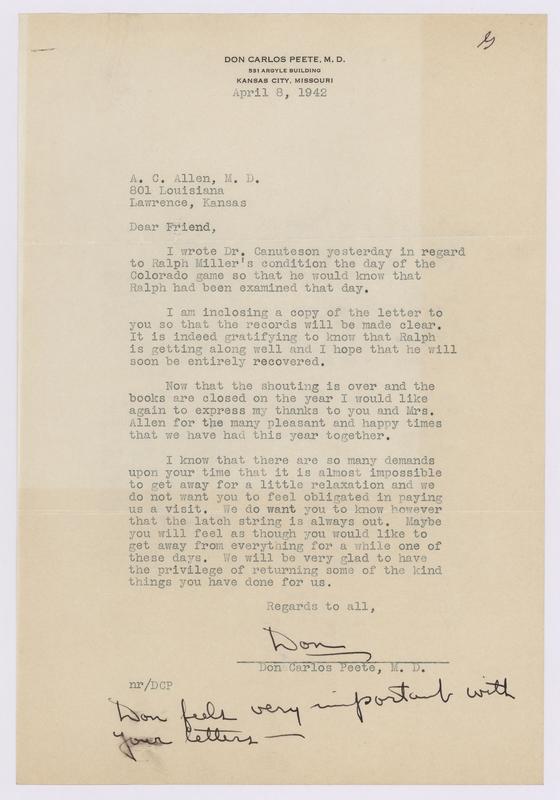 DON CARLOS PEETE, M. D.
531 ARGYLE BUILDING
KANSAS CITY, MISSOURI
April 8, 1942
A. C. Allen, M. D.
801 Louisiana
Lawrence, Kansas
Dear Friend,
I wrote Dr. Canuteson yesterday in regard
to Ralph Miller's condition the day of the
Colorado game so that he would know that
Ralph had been examined that day.
I am inclosing a copy of the letter to
you so that the records will be made clear.
It is indeed gratifying to know that Ralph
is getting along well and I hope that he will
soon be entirely recovered.
Now that the shouting is over and the
books are closed on the year I would like
again to express my thanks to you and Mrs.
Allen for the many pleasant and happy times
that we have had this year together.
I know that there are so many demands
upon your time that it is almost impossible
to get away for a little relaxation and we
do not want you to feel obligated in paying
us a visit. We do want you to know however
that the latch string is always out. Maybe
you will feel as though you would like to
get away from everything for a while one of
these days. We will be very glad to have
the privilege of returning some of the kind
things you have done for us.
Regards to all,
Don
Don Carlos Peete, M. D.
nr/DCP
Don feels very important with
your letters —